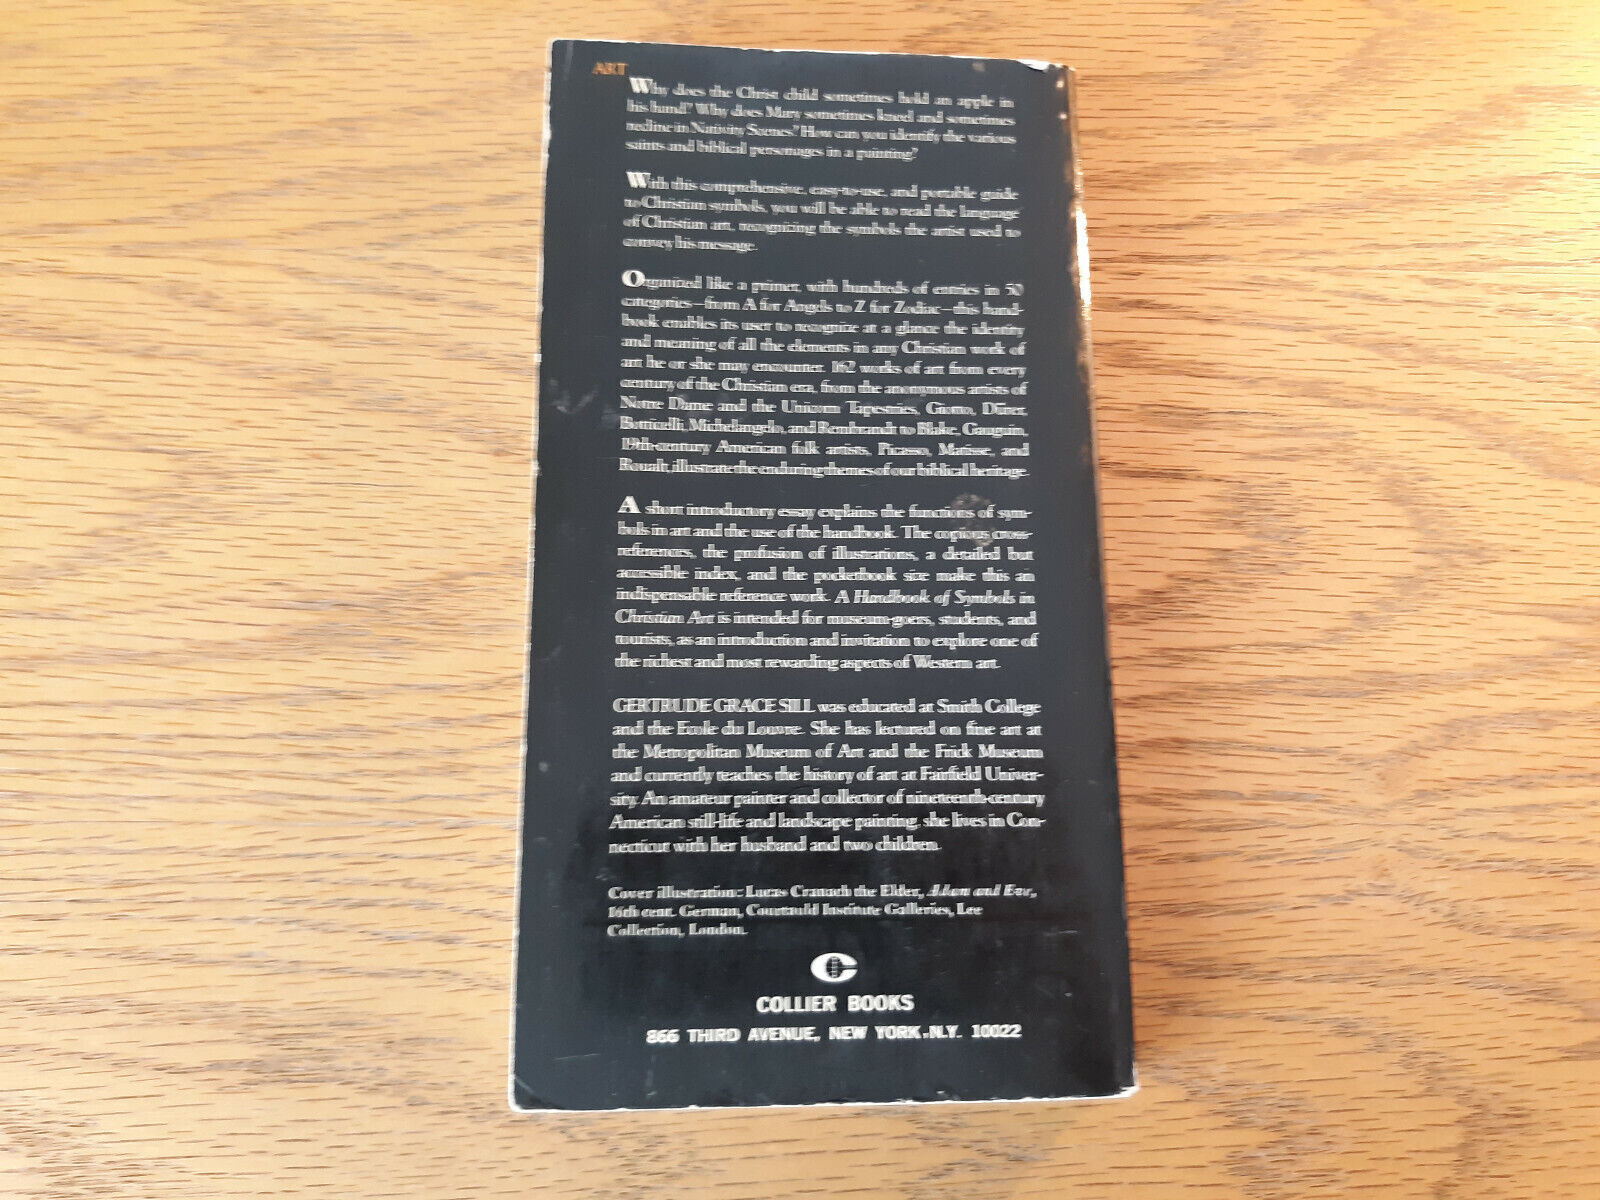 ART
Why does the Christ child sometimes hold an apple in
his hand? Why does Mary sometimes kneel and sometimes
recline in Nativity Scenes? How can you identify the various
saints and biblical personages in a painting?
With this comprehensive, easy-to-use, and portable guide
to Christian symbols, you will be able to read the language
of Christian art, recognizing the symbols the artist used to
convey his message.
Organized like a primer, with hundreds of entries in 50
categories—from A for Angels to Z for Zodiac—this hand-
book enables its user to recognize at a glance the identity
and meaning of all the elements in any Christian work of
art he or she may encounter. 162 works of art from every
century of the Christian era, from the anonymous artists of
Notre Dame and the Unicorn Tapestries, Giotto, Dürer,
Botticelli, Michelangelo, and Rembrandt to Blake, Gauguin,
19th-century American folk artists, Picasso, Matisse, and
Rouault, illustrate the enduring themes of our biblical heritage.
A short introductory essay explains the functions of sym-
bols in art and the use of the handbook. The copious cross-
references, the profusion of illustrations, a detailed but
accessible index, and the pocketbook size make this an
indispensable reference work. A Handbook of Symbols in
Christian Art is intended for museum-goers, students, and
tourists, as an introduction and invitation to explore one of
the richest and most rewarding aspects of Western art.
GERTRUDE GRACE SILL was educated at Smith College
and the Ecole du Louvre. She has lectured on fine art at
the Metropolitan Museum of Art and the Frick Museum
and currently teaches the history of art at Fairfield Univer-
sity. An amateur painter and collector of nineteenth-century
American still-life and landscape painting, she lives in Con-
necticut with her husband and two children.
Cover illustration: Lucas Cranach the Elder, Adam and Eve,
16th cent. German, Courtauld Institute Galleries, Lee
Collection, London.
COLLIER BOOKS
866 THIRD AVENUE, NEW YORK, N.Y. 10022